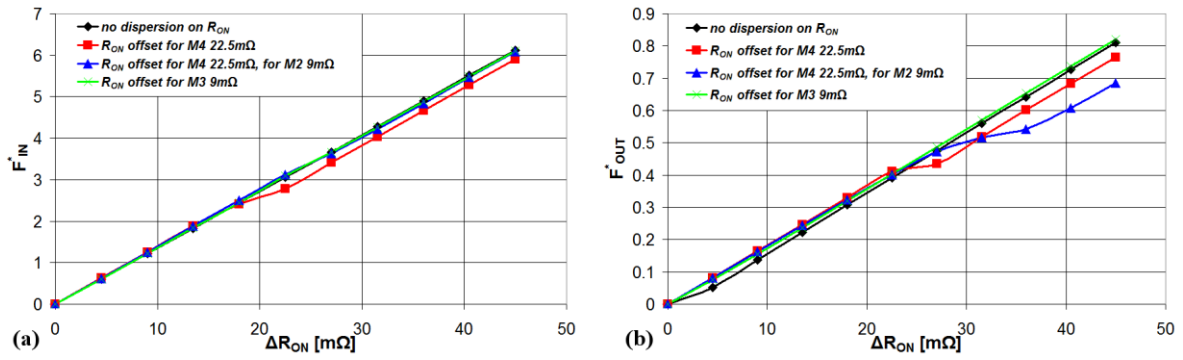 no dispersion on RON
RON offset for M4 22.5mΩ
RON offset for M4 22.5mΩ, for M2 9mΩ
RON offset for M3 9mΩ
7
6
5
4
3
2
1
0
F*IN
0 10 20 30 40 50
ΔRON [mΩ]
(a)
no dispersion on RON
RON offset for M4 22.5mΩ
RON offset for M4 22.5mΩ, for M2 9mΩ
RON offset for M3 9mΩ
0.9
0.8
0.7
0.6
0.5
0.4
0.3
0.2
0.1
0
F*OUT
0 10 20 30 40 50
ΔRON [mΩ]
(b)